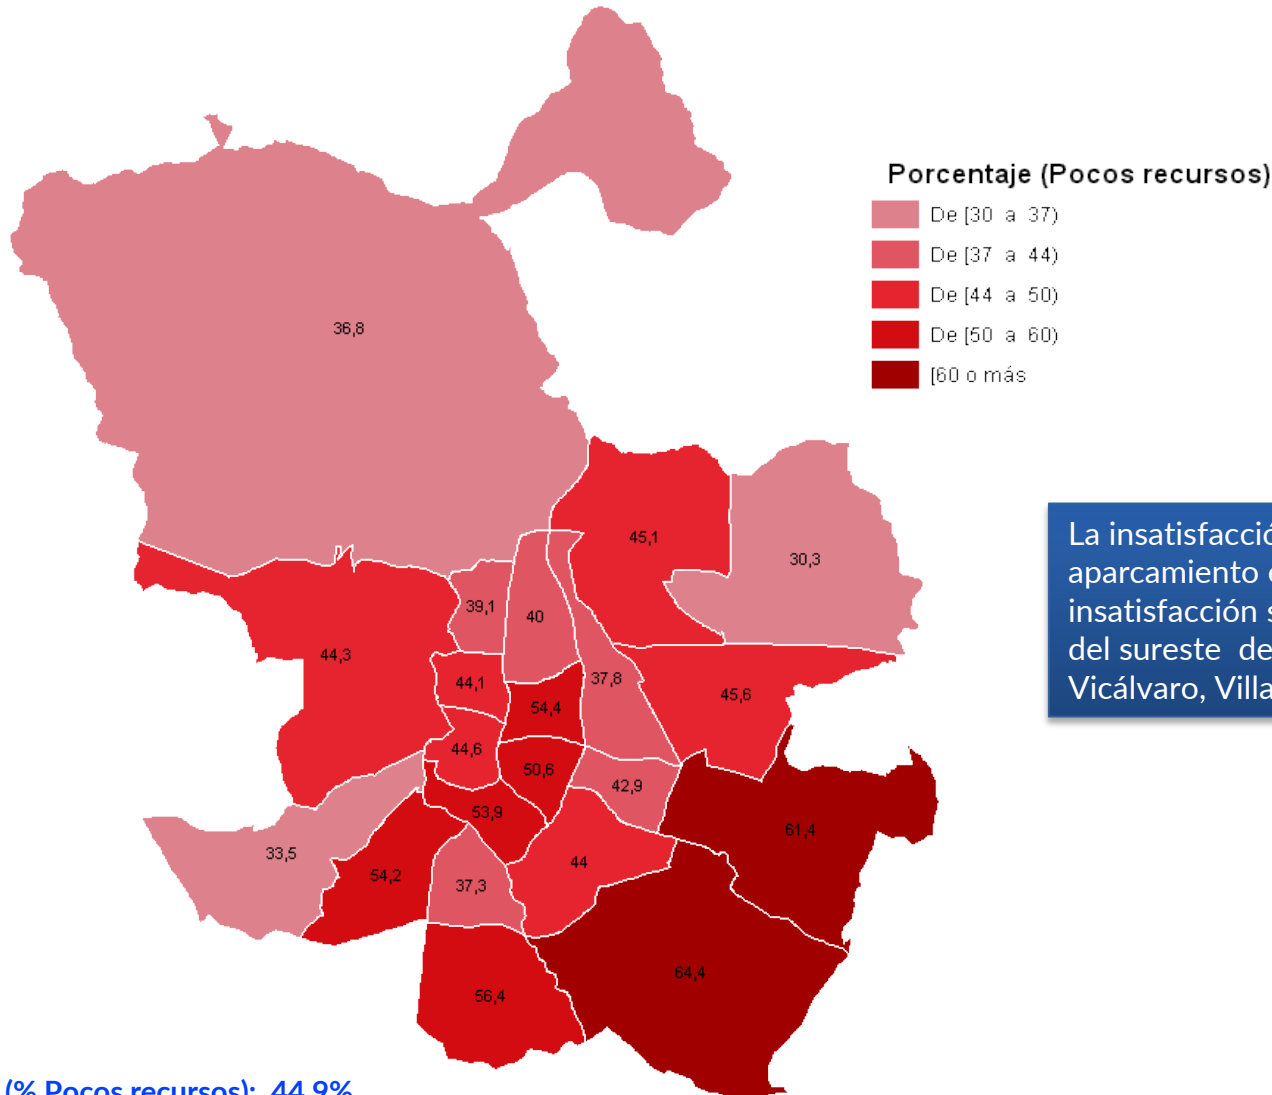 Porcentaje (Pocos recursos)
De [30 a 37)
De [37 a 44)
De [44 a 50)
De [50 a 60)
[60 o más
36,8
45,1
30,3
39,1
40
44,3
44,1
37,8
45,6
54,4
44,6
50,6
42,9
53,9
61,4
33,5
54,2
37,3
44
64,4
56,4
La insatisfacció
aparcamiento
insatisfacción s
del sureste de
Vicálvaro, Villa
(% Pocos recursos): 44,9%